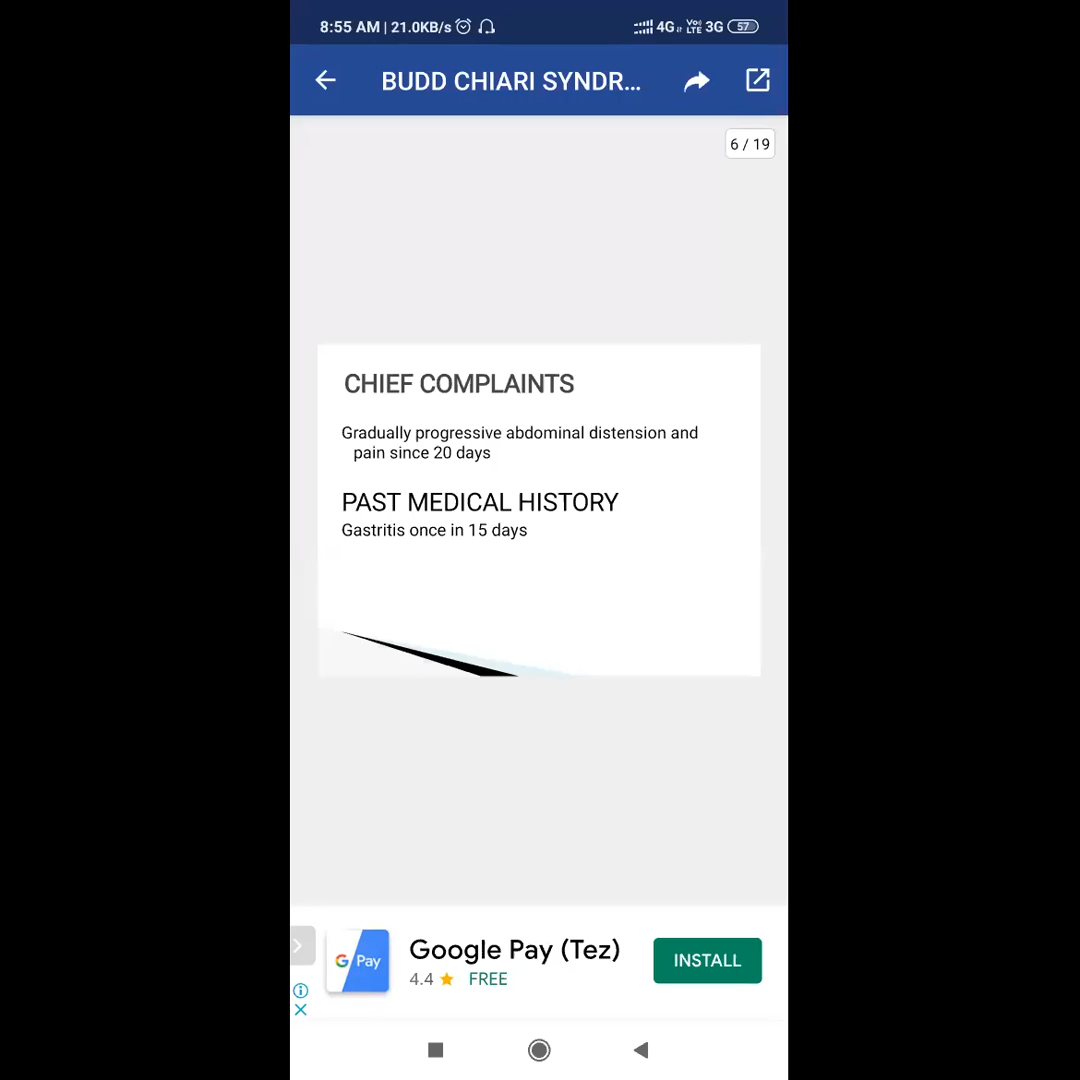 8:55 AM | 21.0KB/s 4G Vo) LTE 3G 57
BUDD CHIARI SYNDR...
6 / 19
CHIEF COMPLAINTS
Gradually progressive abdominal distension and
pain since 20 days
PAST MEDICAL HISTORY
Gastritis once in 15 days
G Pay
Google Pay (Tez)
4.4 ★ FREE
INSTALL